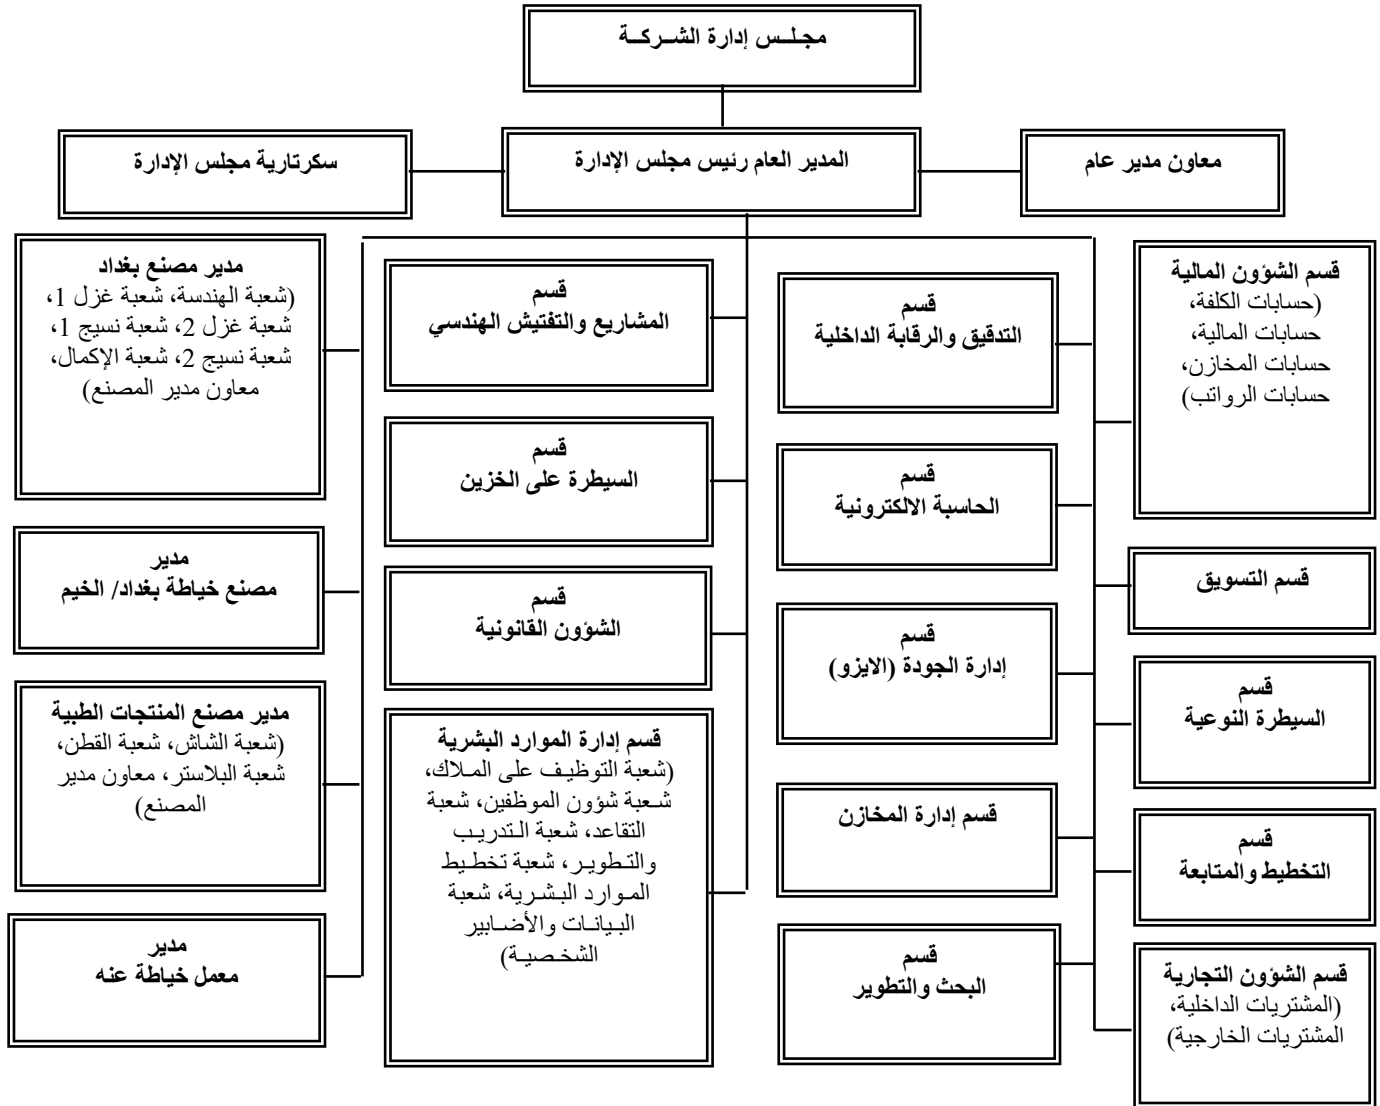 مجلس إدارة الشركة
معاون مدير عام
المدير العام رئيس مجلس الإدارة
سكرتارية مجلس الإدارة
قسم الشؤون المالية
(حسابات الكلفة،
حسابات المالية،
حسابات المخازن،
حسابات الرواتب)
قسم التسويق
قسم
السيطرة النوعية
قسم
التخطيط والمتابعة
قسم الشؤون التجارية
(المشتريات الداخلية،
المشتريات الخارجية)
قسم
التدقيق والرقابة الداخلية
قسم
الحاسبة الالكترونية
قسم
إدارة الجودة (الايزو)
قسم إدارة المخازن
قسم
البحث والتطوير
قسم
المشاريع والتفتيش الهندسي
قسم
السيطرة على الخزين
قسم
الشؤون القانونية
قسم إدارة الموارد البشرية
(شعبة التوظيف على الملاك،
شعبة شؤون الموظفين، شعبة
التقاعد، شعبة التدريب
والتطوير، شعبة تخطيط
الموارد البشرية، شعبة
البيانات والأضابير
الشخصية)
مدير مصنع بغداد
(شعبة الهندسة، شعبة غزل 1،
شعبة غزل 2، شعبة نسيج 1،
شعبة نسيج 2، شعبة الإكمال،
معاون مدير المصنع)
مدير
مصنع خياطة بغداد/ الخيم
مدير مصنع المنتجات الطبية
(شعبة الشاش، شعبة القطن،
شعبة البلاستر، معاون مدير
المصنع)
مدير
معمل خياطة عنه